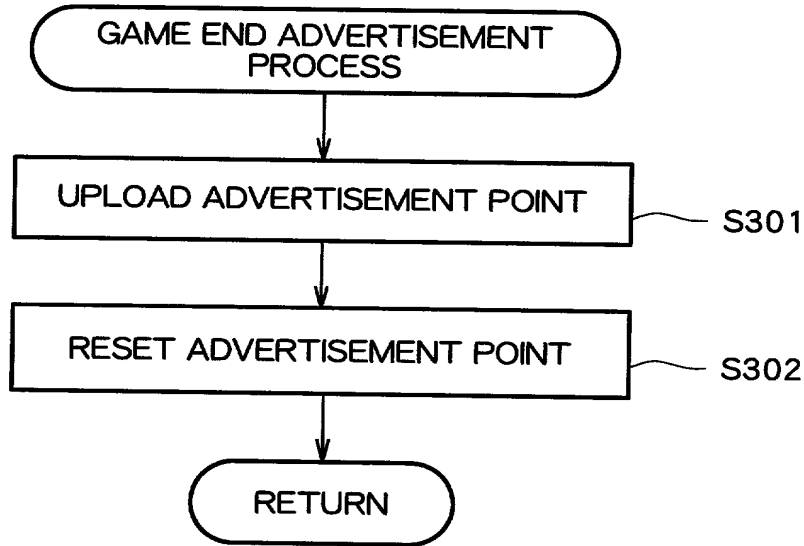 GAME END ADVERTISEMENT
PROCESS
UPLOAD ADVERTISEMENT POINT
S301
RESET ADVERTISEMENT POINT
S302
RETURN